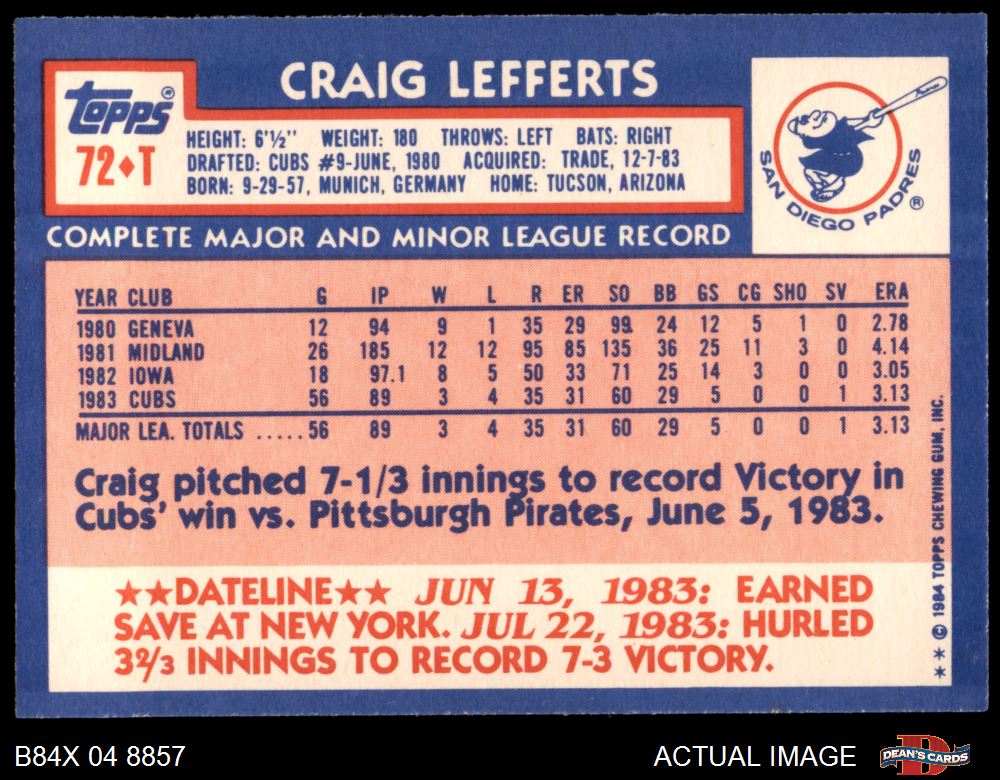 CRAIG LEFFERTS
topps®
72♦T
HEIGHT: 6'½" WEIGHT: 180 THROWS: LEFT BATS: RIGHT
DRAFTED: CUBS #9-JUNE, 1980 ACQUIRED: TRADE, 12-7-83
BORN: 9-29-57, MUNICH, GERMANY HOME: TUCSON, ARIZONA
SAN DIEGO PADRES®
COMPLETE MAJOR AND MINOR LEAGUE RECORD
YEAR CLUB G IP W L R ER SO BB GS CG SHO SV ERA
1980 GENEVA 12 94 9 1 35 29 99 24 12 5 1 0 2.78
1981 MIDLAND 26 185 12 12 95 85 135 36 25 11 3 0 4.14
1982 IOWA 18 97.1 8 5 50 33 71 25 14 3 0 0 3.05
1983 CUBS 56 89 3 4 35 31 60 29 5 0 0 1 3.13
MAJOR LEA. TOTALS .....56 89 3 4 35 31 60 29 5 0 0 1 3.13
Craig pitched 7-1/3 innings to record Victory in
Cubs' win vs. Pittsburgh Pirates, June 5, 1983.
★★DATELINE★★ JUN 13, 1983: EARNED
SAVE AT NEW YORK. JUL 22, 1983: HURLED
3⅔ INNINGS TO RECORD 7-3 VICTORY.
✶✶ © 1984 TOPPS CHEWING GUM, INC.
B84X 04 8857
ACTUAL IMAGE
DEAN'S CARDS